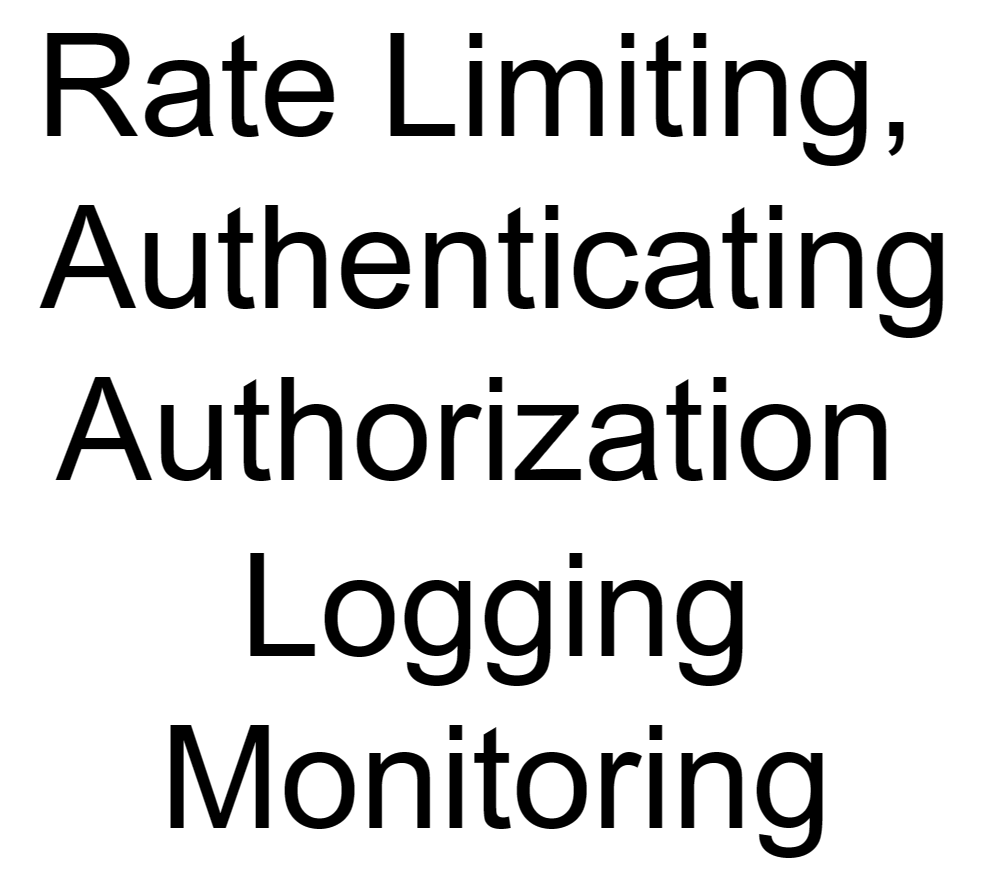 Rate Limiting,
Authenticating
Authorization
Logging
Monitoring